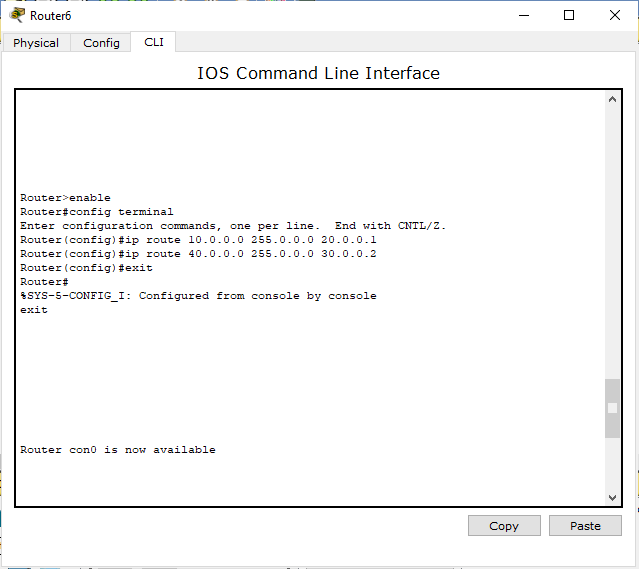 Router6
Physical Config CLI
IOS Command Line Interface
Router>enable
Router#config terminal
Enter configuration commands, one per line.  End with CNTL/Z.
Router(config)#ip route 10.0.0.0 255.0.0.0 20.0.0.1
Router(config)#ip route 40.0.0.0 255.0.0.0 30.0.0.2
Router(config)#exit
Router#
%SYS-5-CONFIG_I: Configured from console by console
exit
Router con0 is now available
Copy Paste